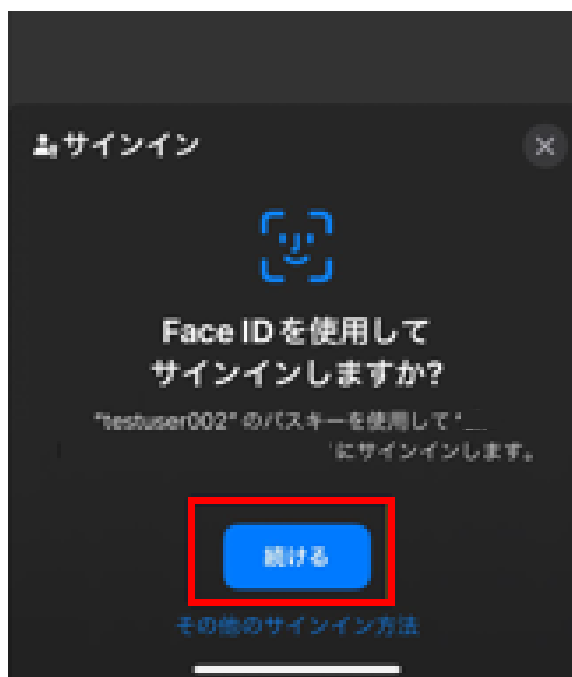 サインイン
Face IDを使用して
サインインしますか?
"testuser002" のパスキーを使用して "
"にサインインします。
続ける
その他のサインイン方法